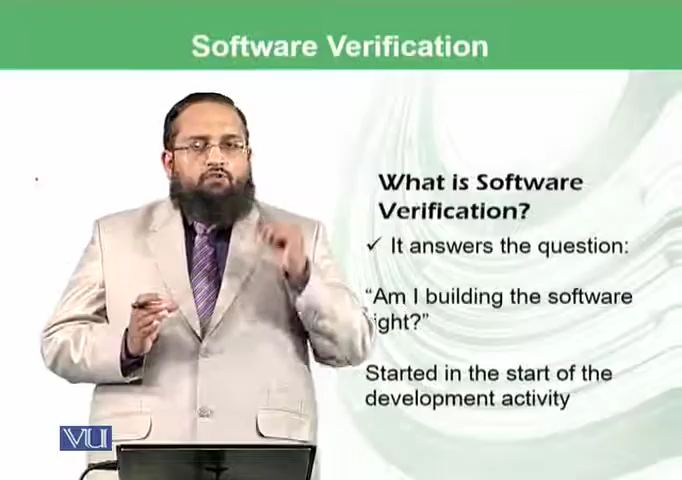 Software Verification
What is Software
Verification?
✓ It answers the question:
“Am I building the software
ight?”
Started in the start of the
development activity
VU